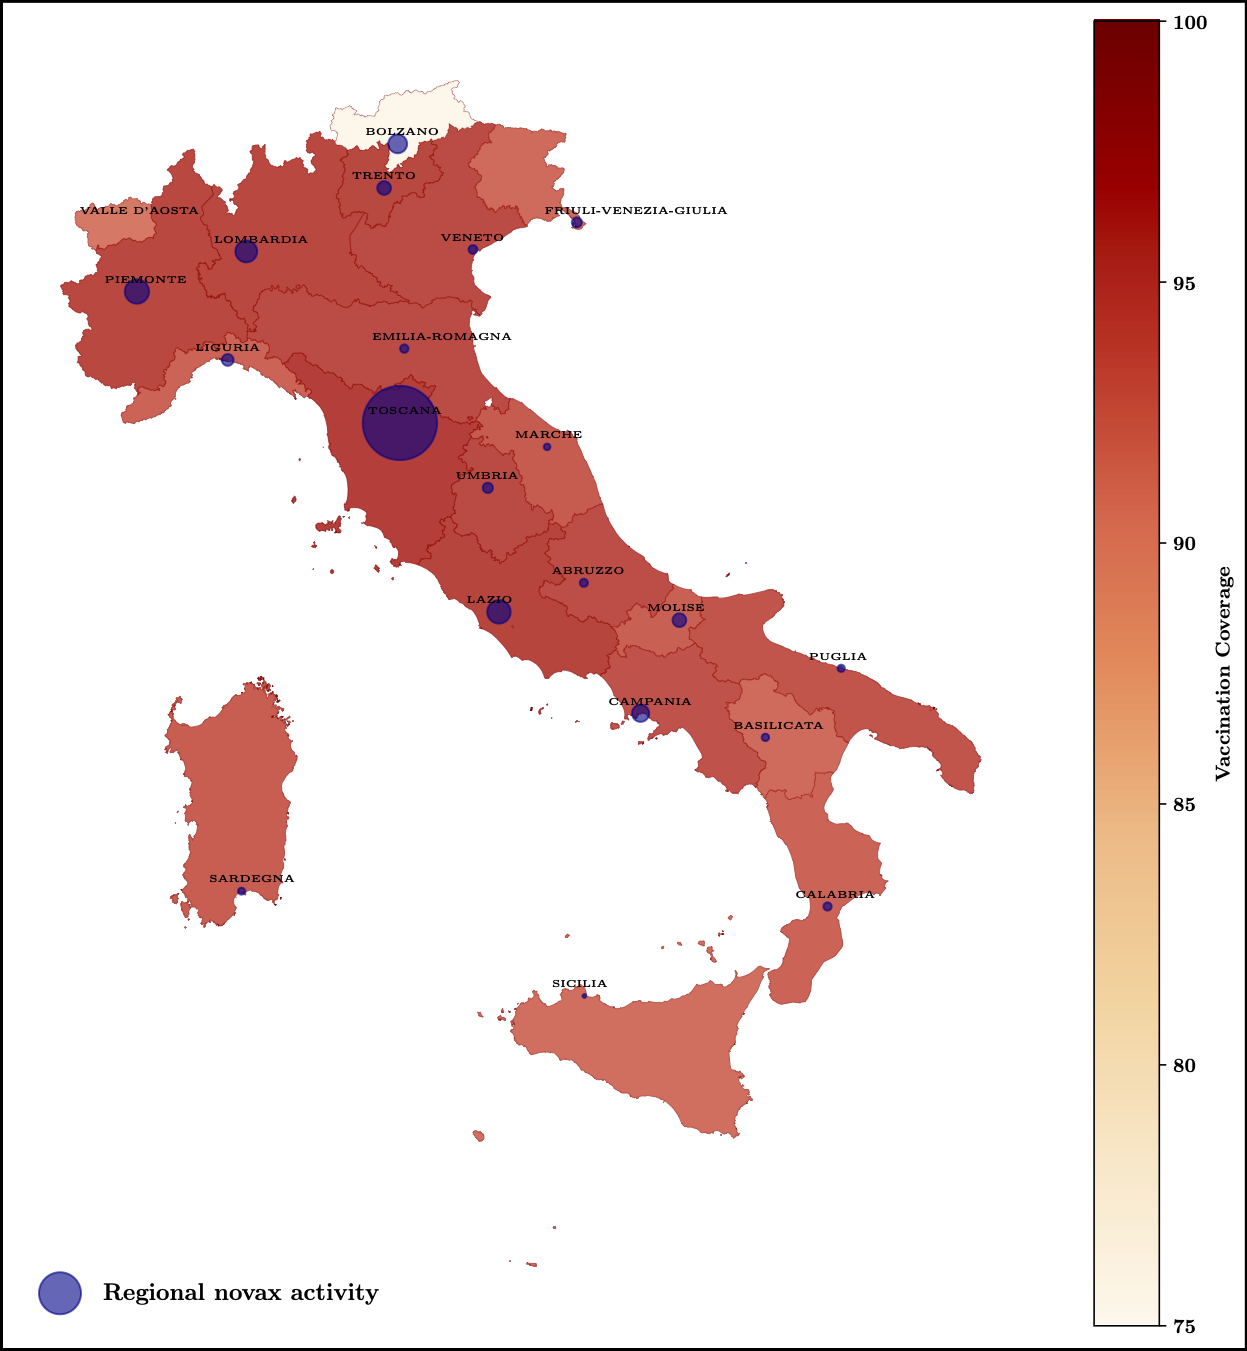 100
95
90
85
80
75
Vaccination Coverage
BOLZANO
TRENTO
VALLE D'AOSTA
FRIULI-VENEZIA-GIULIA
LOMBARDIA
VENETO
PIEMONTE
EMILIA-ROMAGNA
LIGURIA
TOSCANA
MARCHE
UMBRIA
ABRUZZO
LAZIO
MOLISE
PUGLIA
CAMPANIA
BASILICATA
SARDEGNA
CALABRIA
SICILIA
Regional novax activity